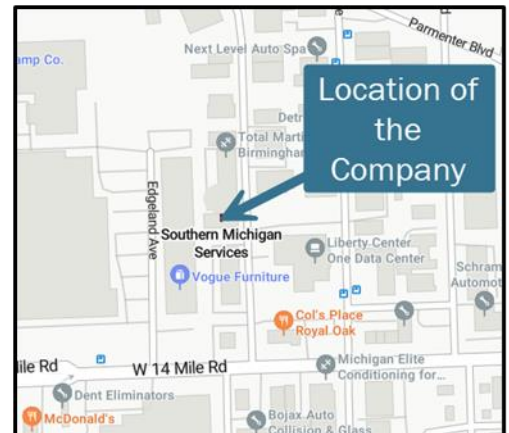 Parmenter Blvd
Next Level Auto Spa
amp Co.
Location of
the
Company
Detr
Total Marti
Birmingham
Edgeland Ave
Southern Michigan
Services
Liberty Center
One Data Center
Vogue Furniture
Schram
Automot
Col's Place
Royal Oak
ile Rd
W 14 Mile Rd
Michigan Elite
Conditioning for...
Dent Eliminators
McDonald's
Bojax Auto
Collision & Glass